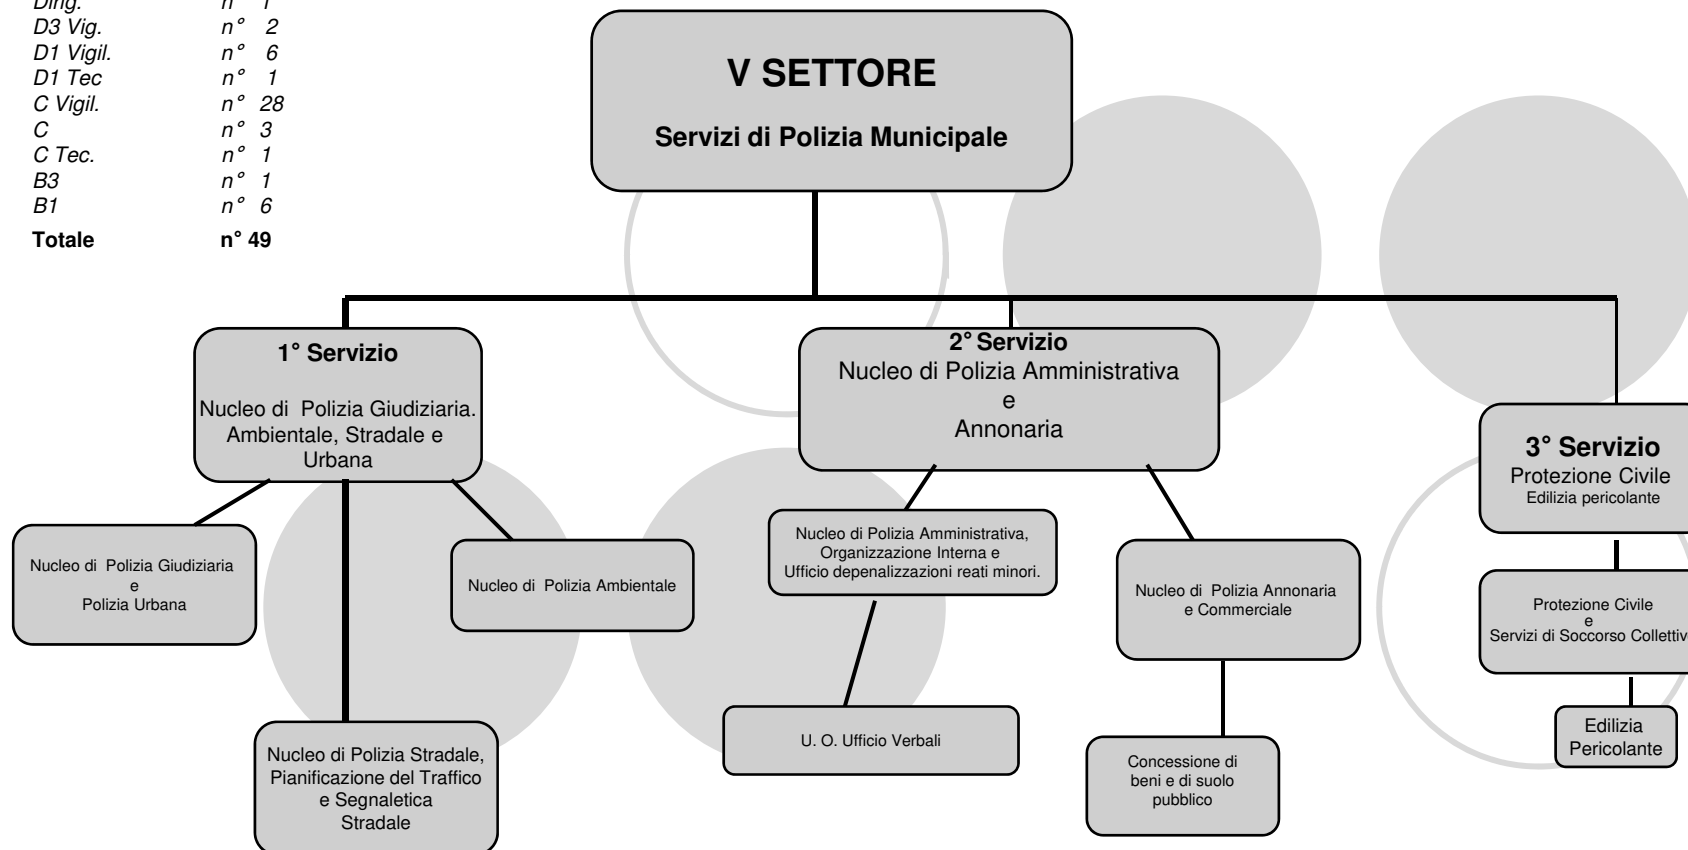 Dirig. n° 1
D3 Vig. n° 2
D1 Vigil. n° 6
D1 Tec n° 1
C Vigil. n° 28
C n° 3
C Tec. n° 1
B3 n° 1
B1 n° 6
Totale n° 49
V SETTORE
Servizi di Polizia Municipale
1° Servizio
Nucleo di Polizia Giudiziaria.
Ambientale, Stradale e
Urbana
2° Servizio
Nucleo di Polizia Amministrativa
e
Annonaria
3° Servizio
Protezione Civile
Edilizia pericolante
Nucleo di Polizia Giudiziaria
e
Polizia Urbana
Nucleo di Polizia Ambientale
Nucleo di Polizia Stradale,
Pianificazione del Traffico
e Segnaletica
Stradale
Nucleo di Polizia Amministrativa,
Organizzazione Interna e
Ufficio depenalizzazioni reati minori.
U. O. Ufficio Verbali
Nucleo di Polizia Annonaria
e Commerciale
Concessione di
beni e di suolo
pubblico
Protezione Civile
e
Servizi di Soccorso Collettivo
Edilizia
Pericolante